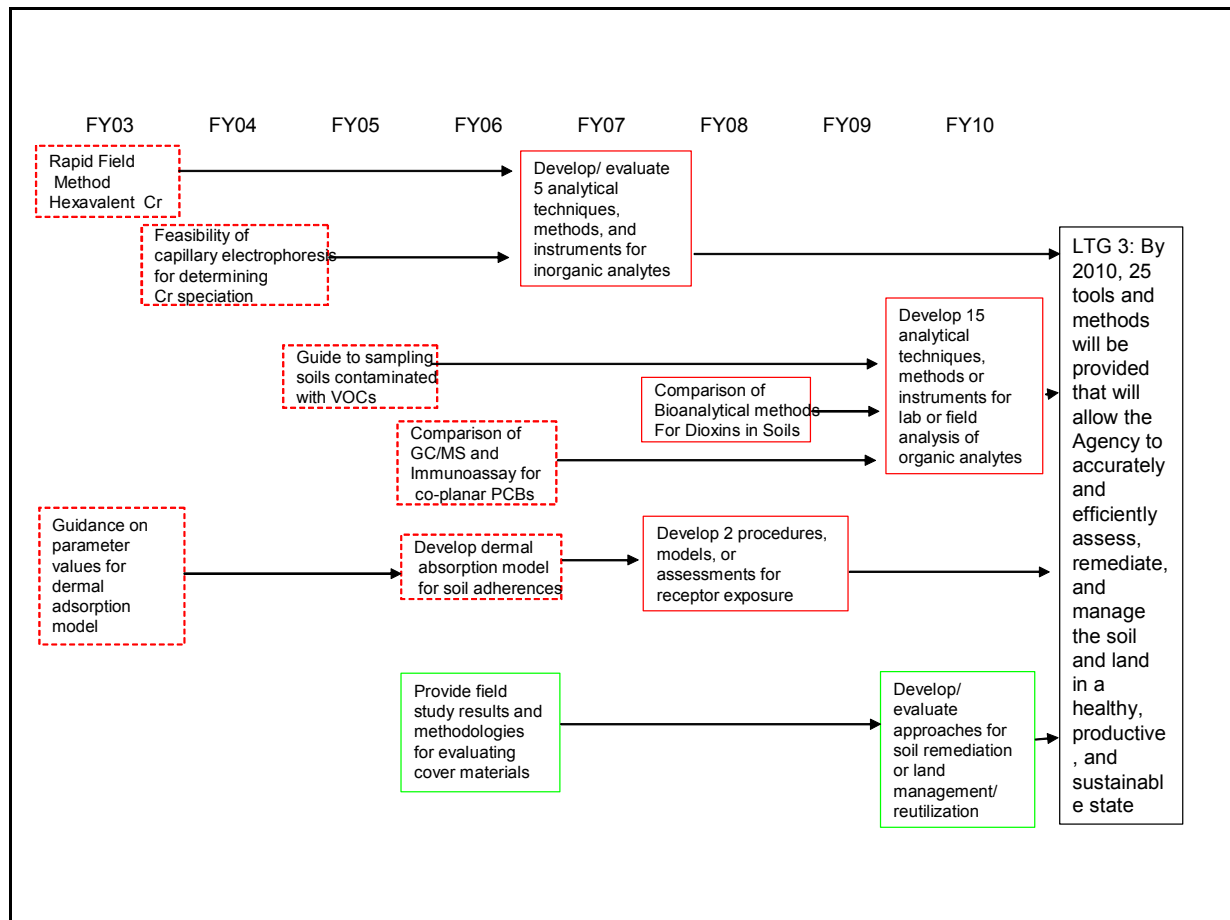 FY03 FY04 FY05 FY06 FY07 FY08 FY09 FY10
Rapid Field
Method
Hexavalent Cr
Develop/ evaluate
5 analytical
techniques,
methods, and
instruments for
inorganic analytes
Feasibility of
capillary electrophoresis
for determining
Cr speciation
Guide to sampling
soils contaminated
with VOCs
Comparison of
Bioanalytical methods
For Dioxins in Soils
Develop 15
analytical
techniques,
methods or
instruments for
lab or field
analysis of
organic analytes
Comparison of
GC/MS and
Immunoassay for
co-planar PCBs
Guidance on
parameter
values for
dermal
adsorption
model
Develop dermal
absorption model
for soil adherences
Develop 2 procedures,
models, or
assessments for
receptor exposure
Provide field
study results and
methodologies
for evaluating
cover materials
Develop/
evaluate
approaches for
soil remediation
or land
management/
reutilization
LTG 3: By
2010, 25
tools and
methods
will be
provided
that will
allow the
Agency to
accurately
and
efficiently
assess,
remediate,
and
manage
the soil
and land
in a
healthy,
productive
, and
sustainabl
e state